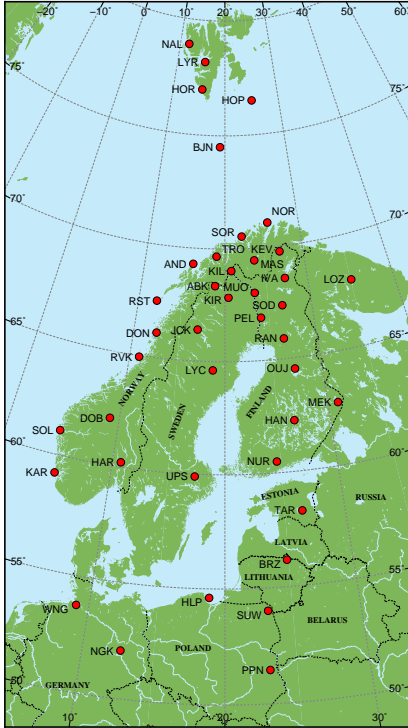 -20° -10° 0° 10° 20° 30° 40° 50° 60°
NAL
LYR
75° 75°
HOR
HOP
BJN
70° 70°
NOR
SOR
TRO KEV
AND MAS
KIL IVA
LOZ
ABK MUO
RST KIR SOD
PEL
65° 65°
DON JCK
RAN
RVK
LYC OUJ
NORWAY
SWEDEN
FINLAND
MEK
DOB
HAN
SOL
60° 60°
HAR NUR
KAR
UPS
ESTONIA
RUSSIA
TAR
LATVIA
55° 55°
BRZ
LITHUANIA
HLP
WNG
SUW
BELARUS
NGK
POLAND
PPN
GERMANY
50° 50°
10° 20° 30°